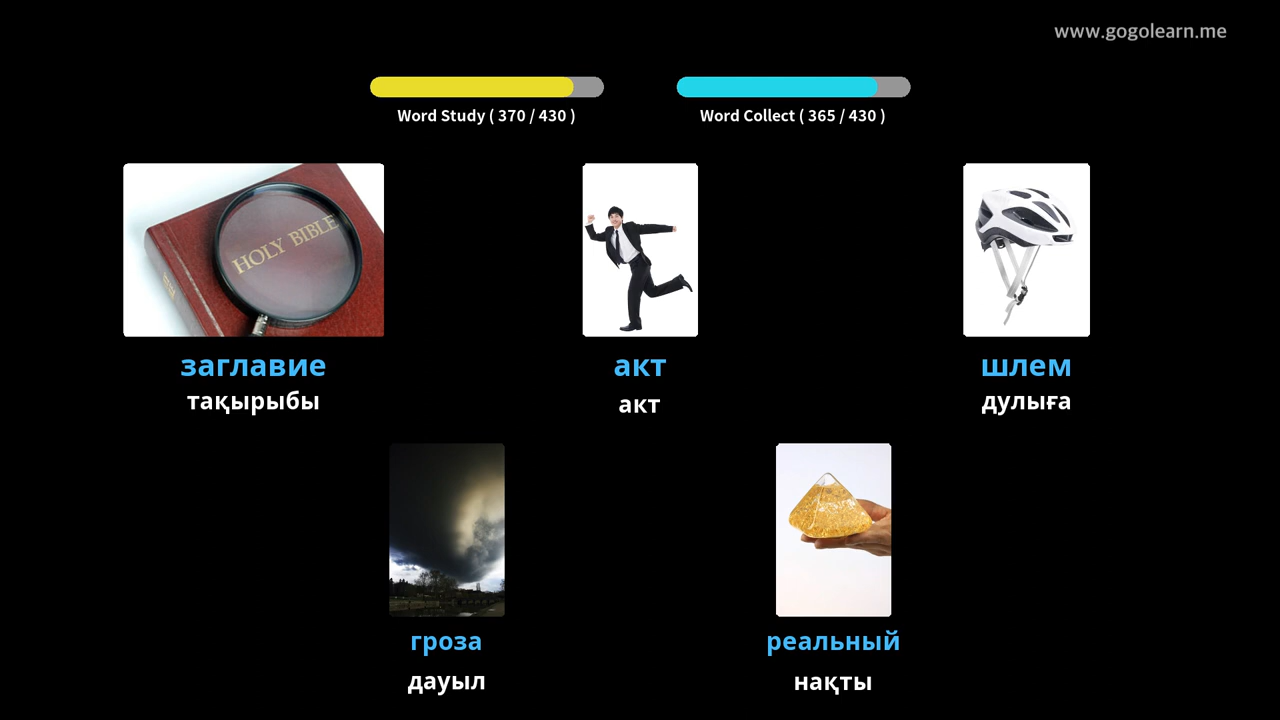 www.gogolearn.me
Word Study ( 370 / 430 )
Word Collect ( 365 / 430 )
HOLY BIBLE
заглавие
тақырыбы
акт
акт
шлем
дулыға
гроза
дауыл
реальный
нақты